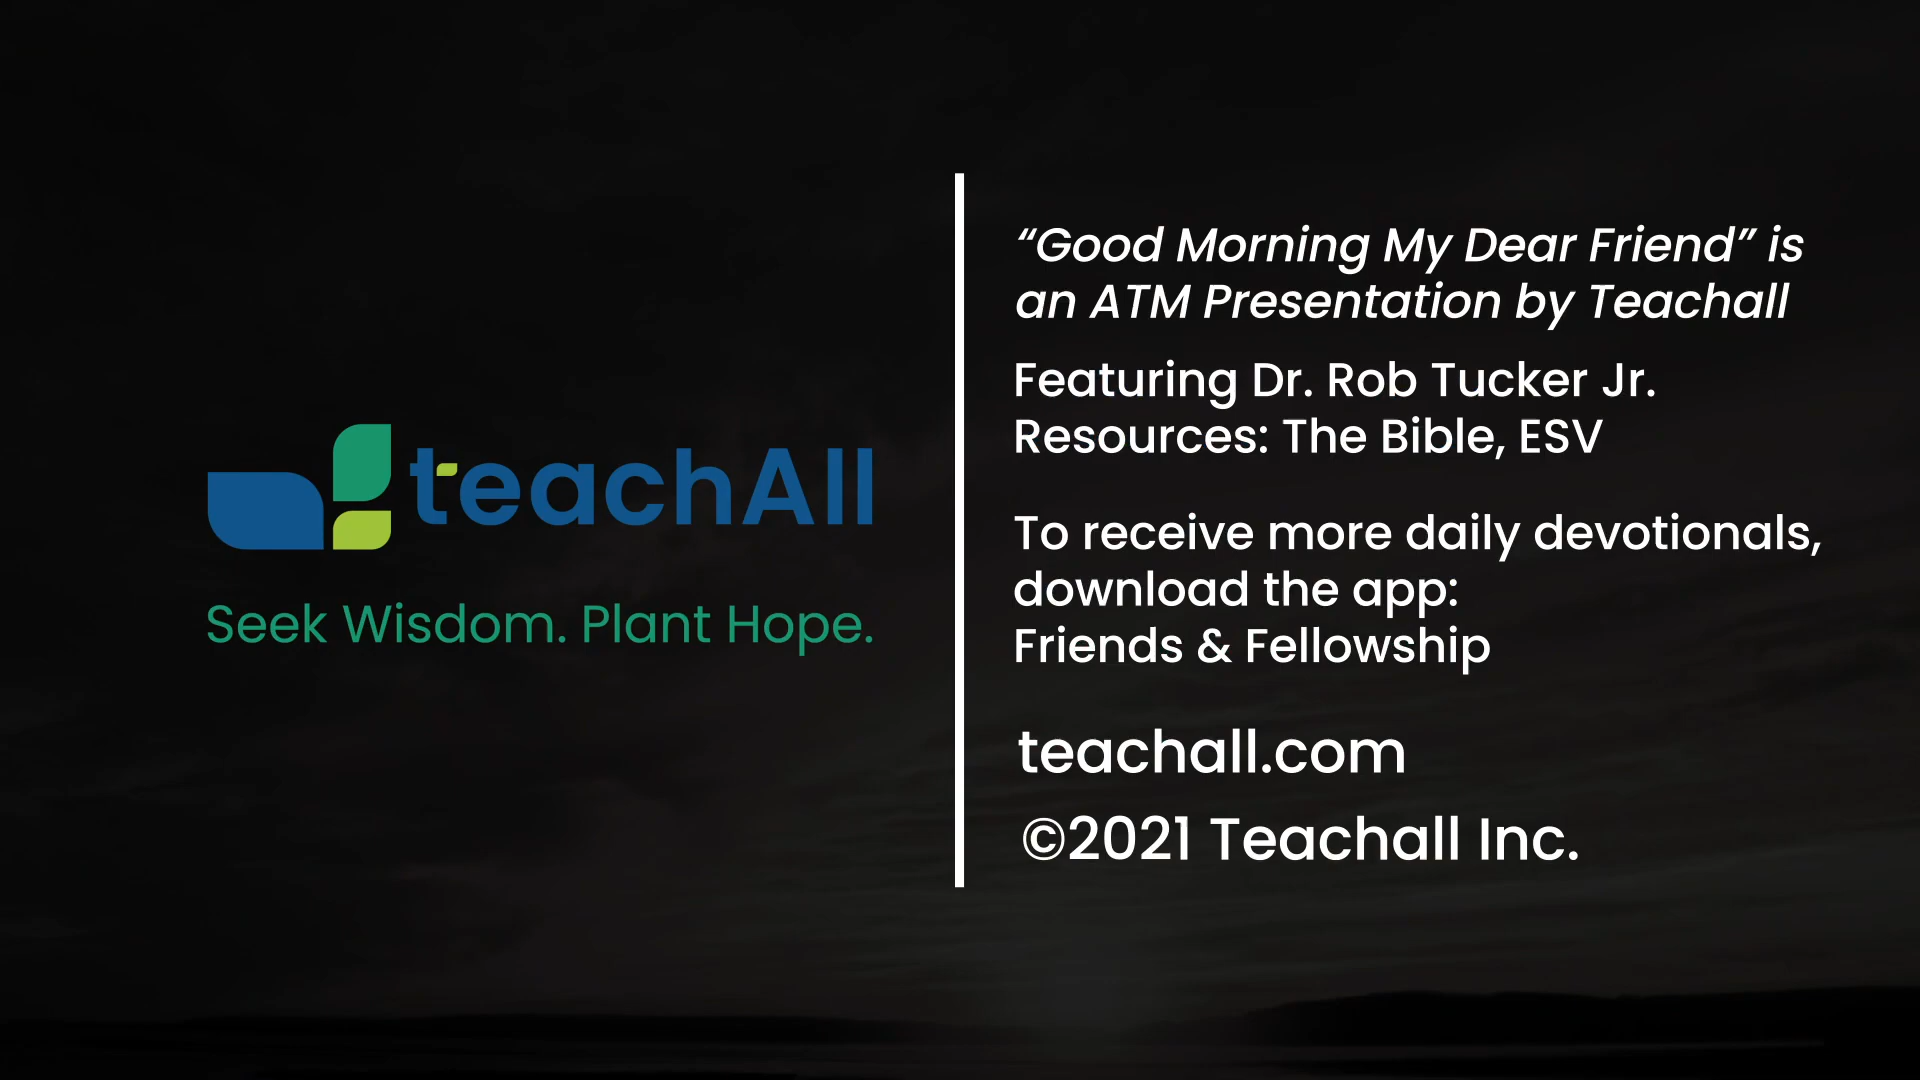 teachAll
Seek Wisdom. Plant Hope.
“Good Morning My Dear Friend” is
an ATM Presentation by Teachall
Featuring Dr. Rob Tucker Jr.
Resources: The Bible, ESV
To receive more daily devotionals,
download the app:
Friends & Fellowship
teachall.com
©2021 Teachall Inc.